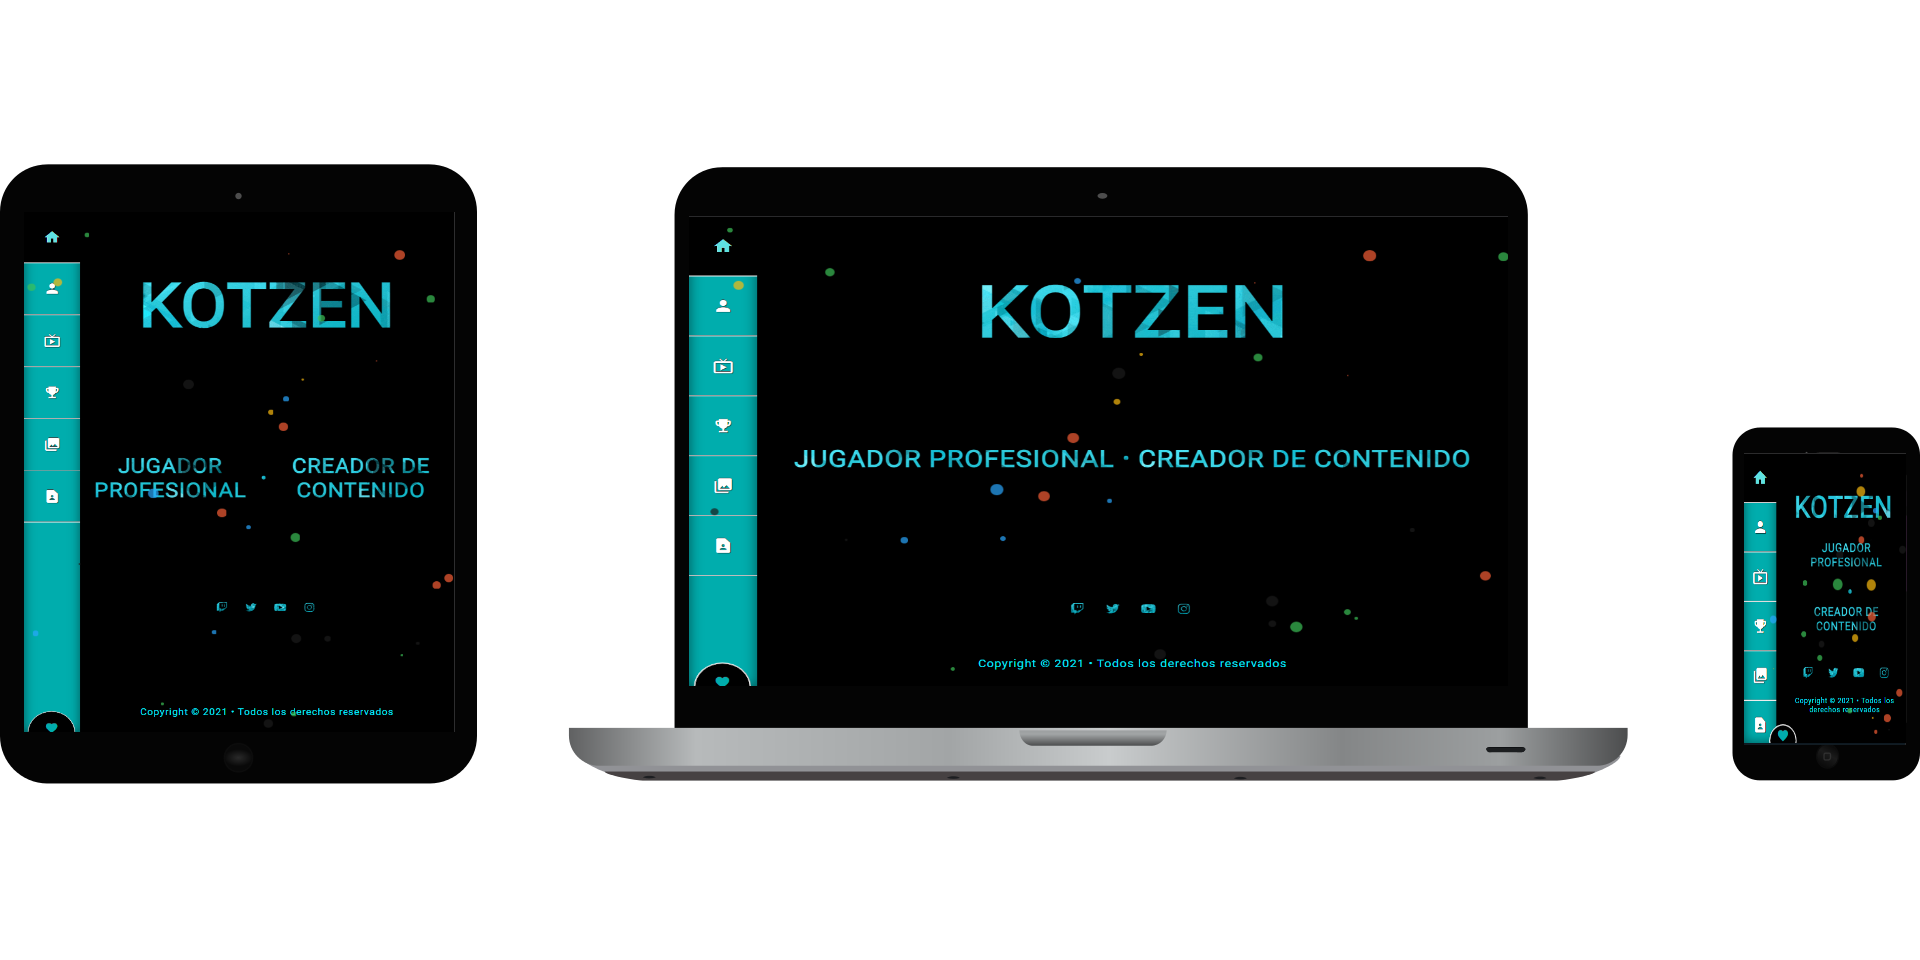 KOTZEN
JUGADOR
PROFESIONAL
·
CREADOR DE
CONTENIDO
Copyright © 2021 • Todos los derechos reservados
KOTZEN
JUGADOR PROFESIONAL · CREADOR DE CONTENIDO
Copyright © 2021 • Todos los derechos reservados
KOTZEN
JUGADOR
PROFESIONAL
·
CREADOR DE
CONTENIDO
Copyright © 2021 • Todos los
derechos reservados